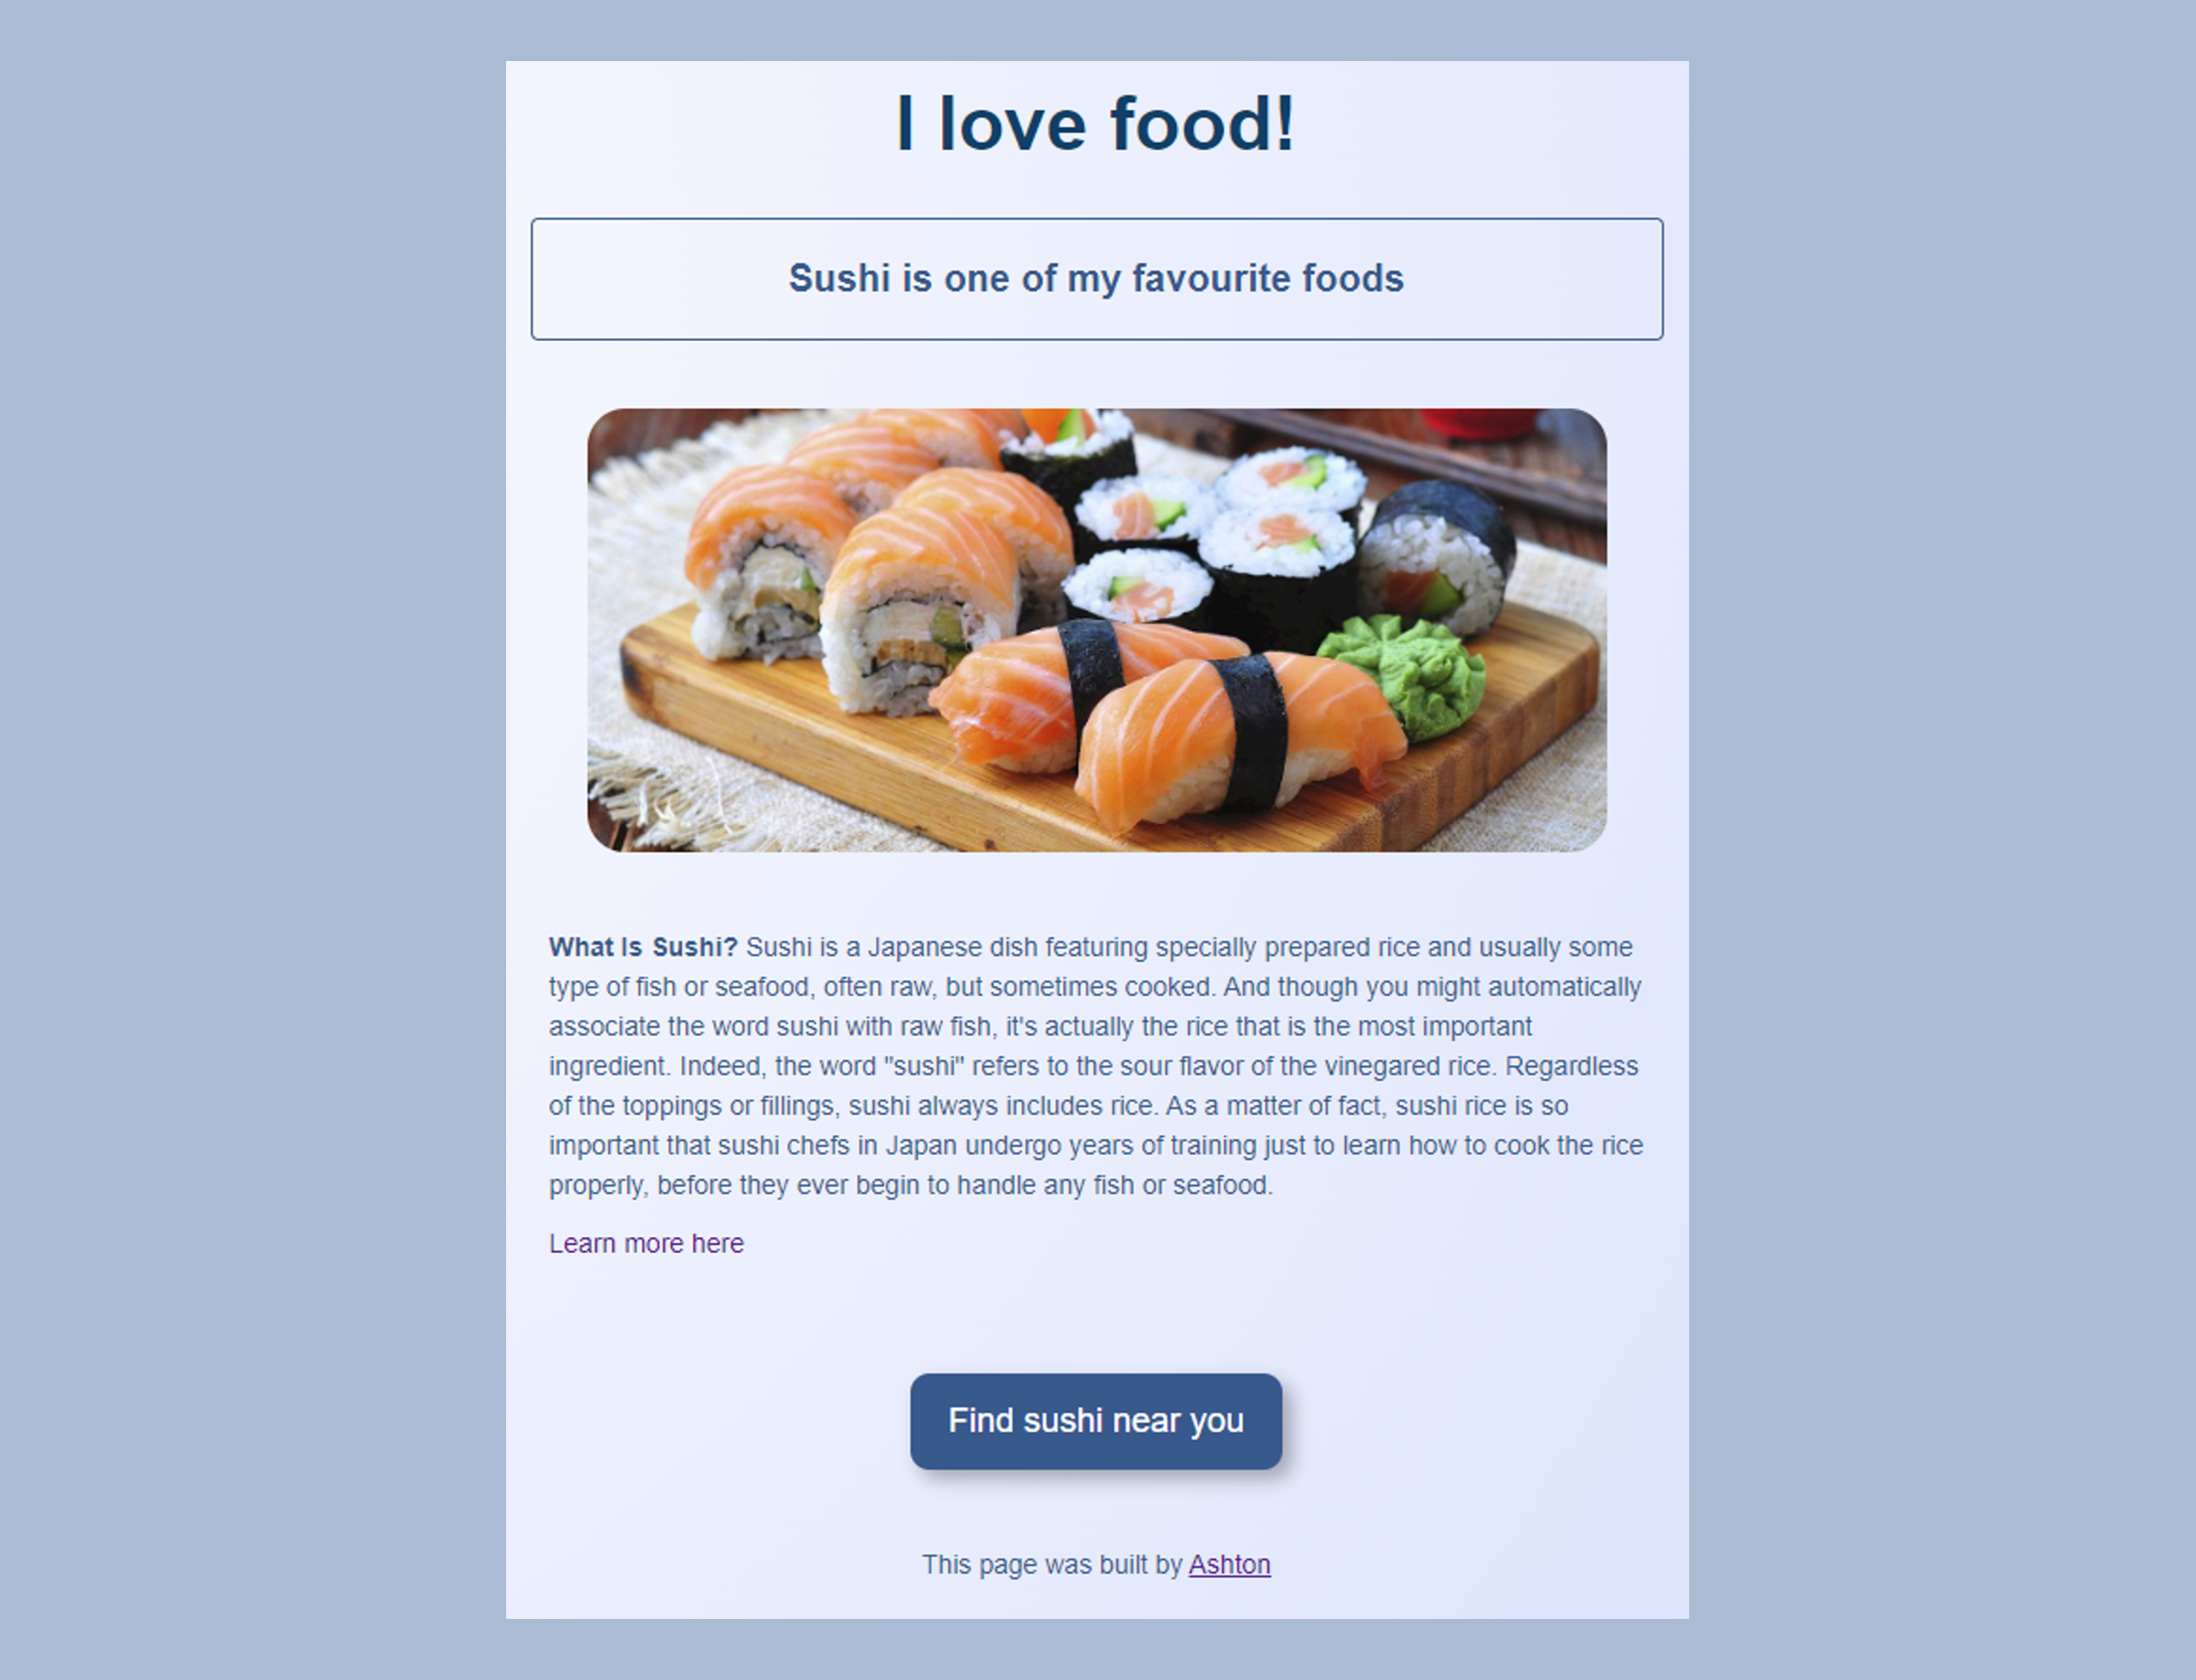 I love food!
Sushi is one of my favourite foods
What Is Sushi? Sushi is a Japanese dish featuring specially prepared rice and usually some
type of fish or seafood, often raw, but sometimes cooked. And though you might automatically
associate the word sushi with raw fish, it's actually the rice that is the most important
ingredient. Indeed, the word "sushi" refers to the sour flavor of the vinegared rice. Regardless
of the toppings or fillings, sushi always includes rice. As a matter of fact, sushi rice is so
important that sushi chefs in Japan undergo years of training just to learn how to cook the rice
properly, before they ever begin to handle any fish or seafood.
Learn more here
Find sushi near you
This page was built by Ashton